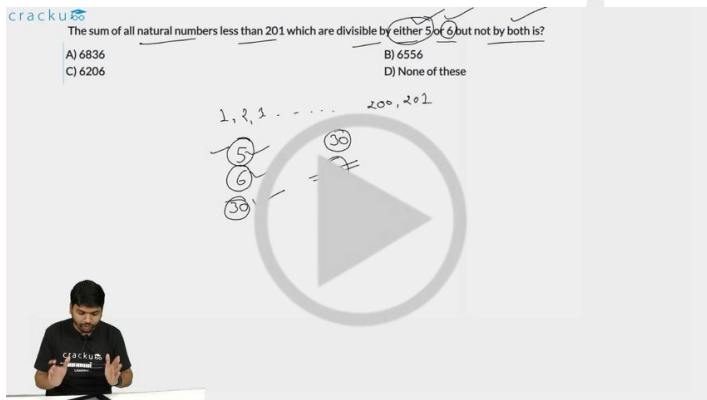 cracku
The sum of all natural numbers less than 201 which are divisible by either 5 or 6 but not by both is?
A) 6836
B) 6556
C) 6206
D) None of these
1, 2, 3 - - . . . . 200, 201
5
30
6
30
cracku